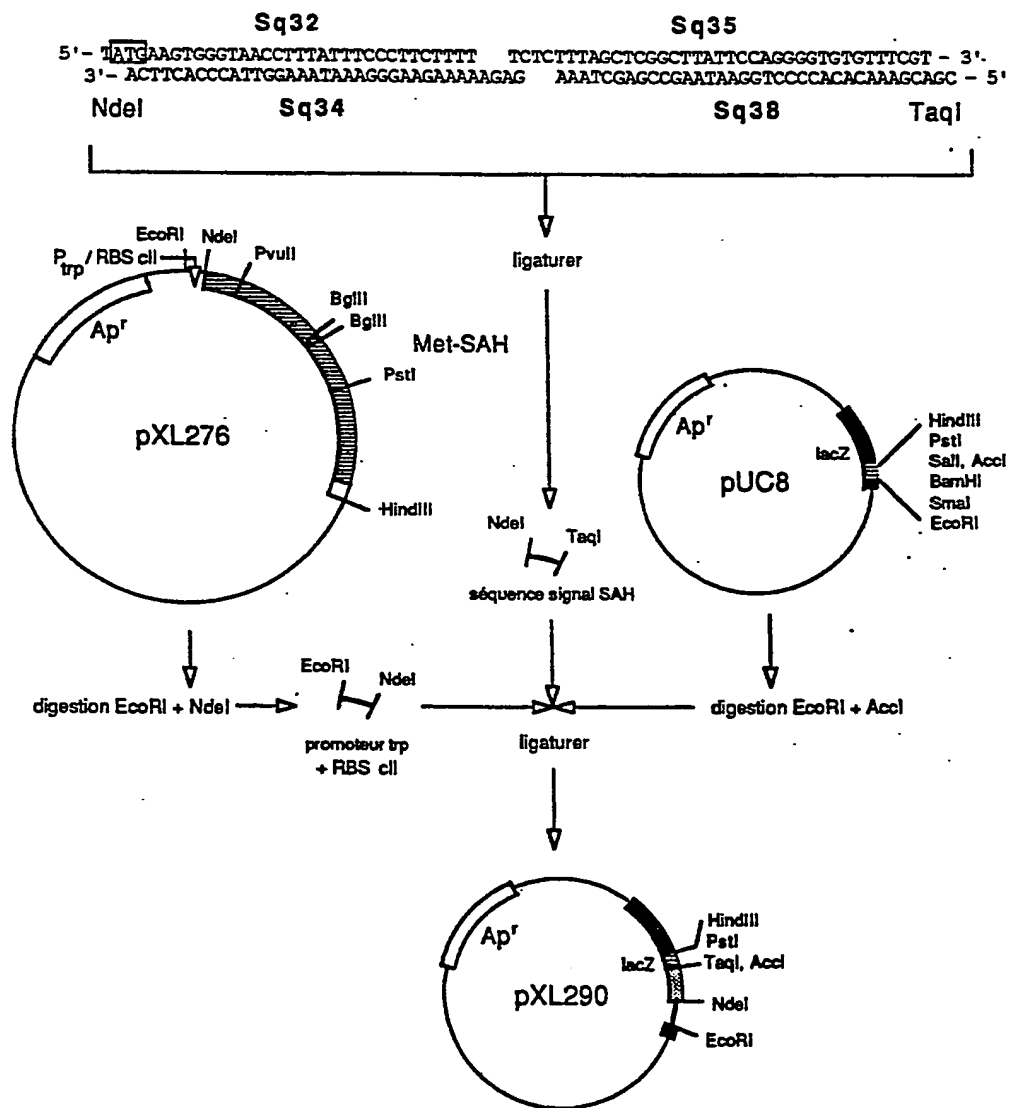 Sq32 Sq35
5'- TATGAAGTGGGTAACCTTTATTTCCCTTCTTTT TCTCTTTAGCTCGGCTTATTCCAGGGGTGTGTTTCGT - 3'.
3'- ACTTCACCCATTGGAAATAAAGGGAAGAAAAAGAG AAATCGAGCCGAATAAGGTCCCCACACAAAGCAGC - 5'
NdeI Sq34 Sq38 TaqI
ligaturer
EcoRI
NdeI
Ptrp / RBS cII
PvuII
BglII
BglII
Apr
Met-SAH
PstI
pXL276
HindIII
Apr
lacZ
pUC8
HindIII
PstI
SalI, AccI
BamHI
SmaI
EcoRI
NdeI
TaqI
séquence signal SAH
digestion EcoRI + NdeI
EcoRI
NdeI
promoteur trp
+ RBS cII
ligaturer
digestion EcoRI + AccI
Apr
lacZ
pXL290
HindIII
PstI
TaqI, AccI
NdeI
EcoRI